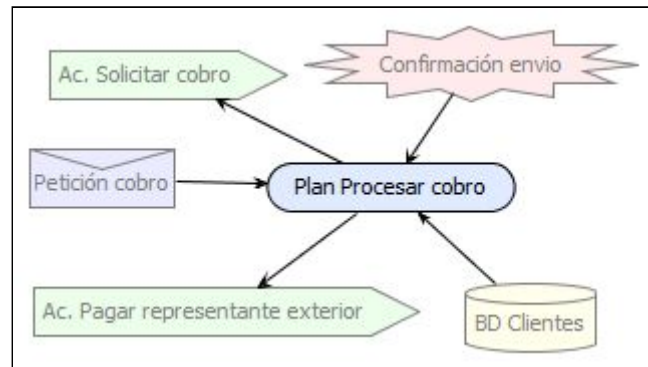 Ac. Solicitar cobro
Confirmación envio
Petición cobro
Plan Procesar cobro
Ac. Pagar representante exterior
BD Clientes